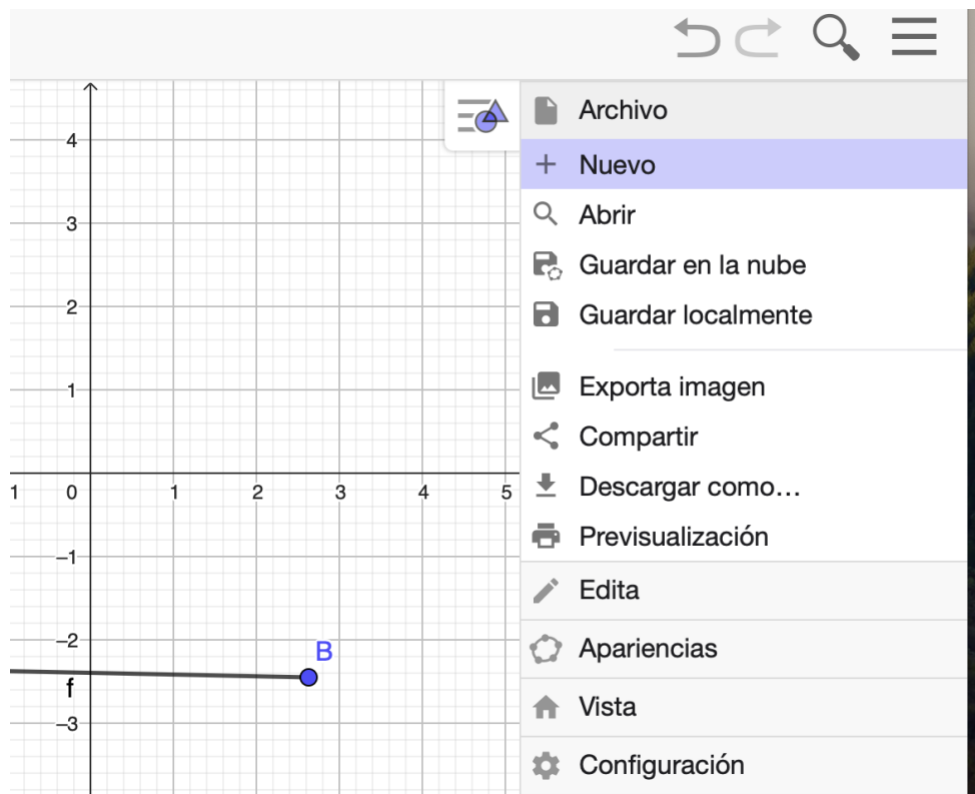 Archivo
Nuevo
Abrir
Guardar en la nube
Guardar localmente
Exporta imagen
Compartir
Descargar como...
Previsualización
Edita
Apariencias
Vista
Configuración
4
3
2
1
1 0 1 2 3 4 5
–1
–2
B
f
–3